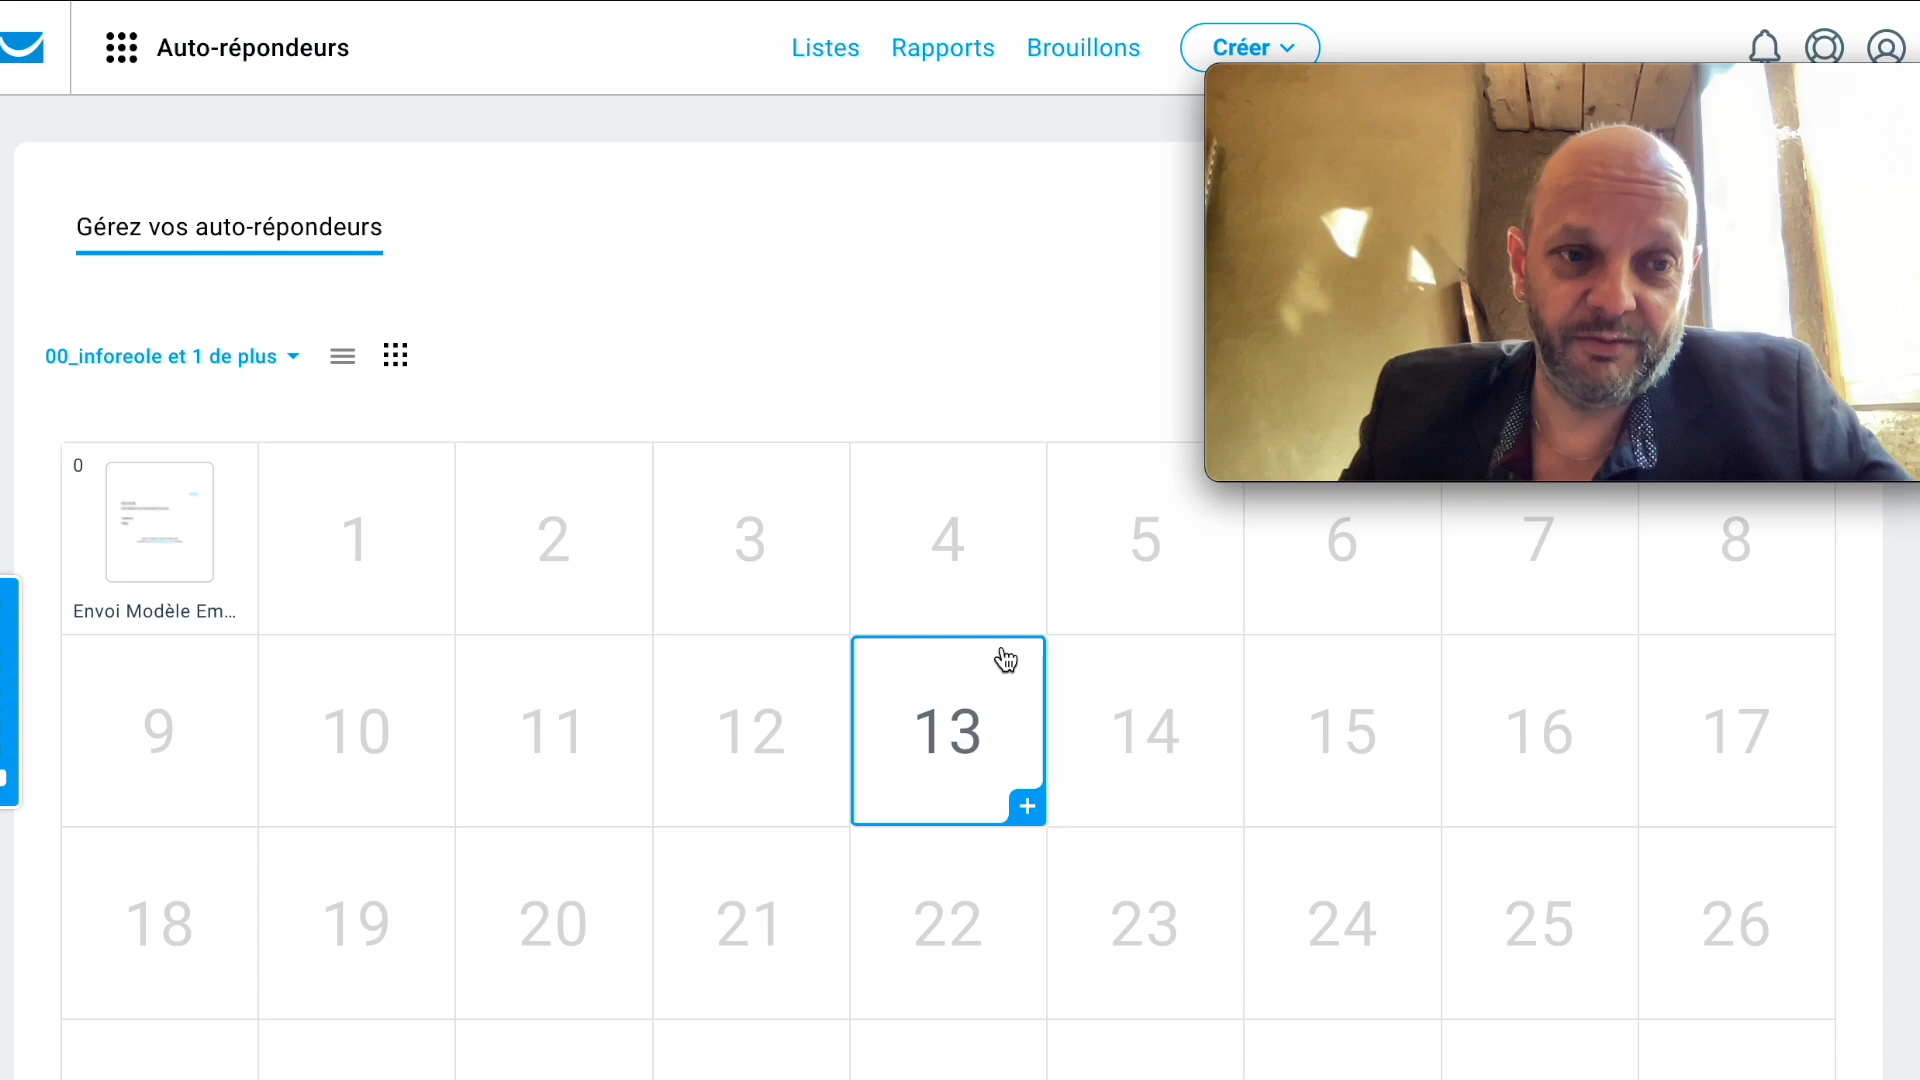 Auto-répondeurs
Listes Rapports Brouillons Créer
Gérez vos auto-répondeurs
00_inforeole et 1 de plus
0 1 2 3 4 5 6 7 8
Envoi Modèle Em...
9 10 11 12 13 14 15 16 17
+
18 19 20 21 22 23 24 25 26